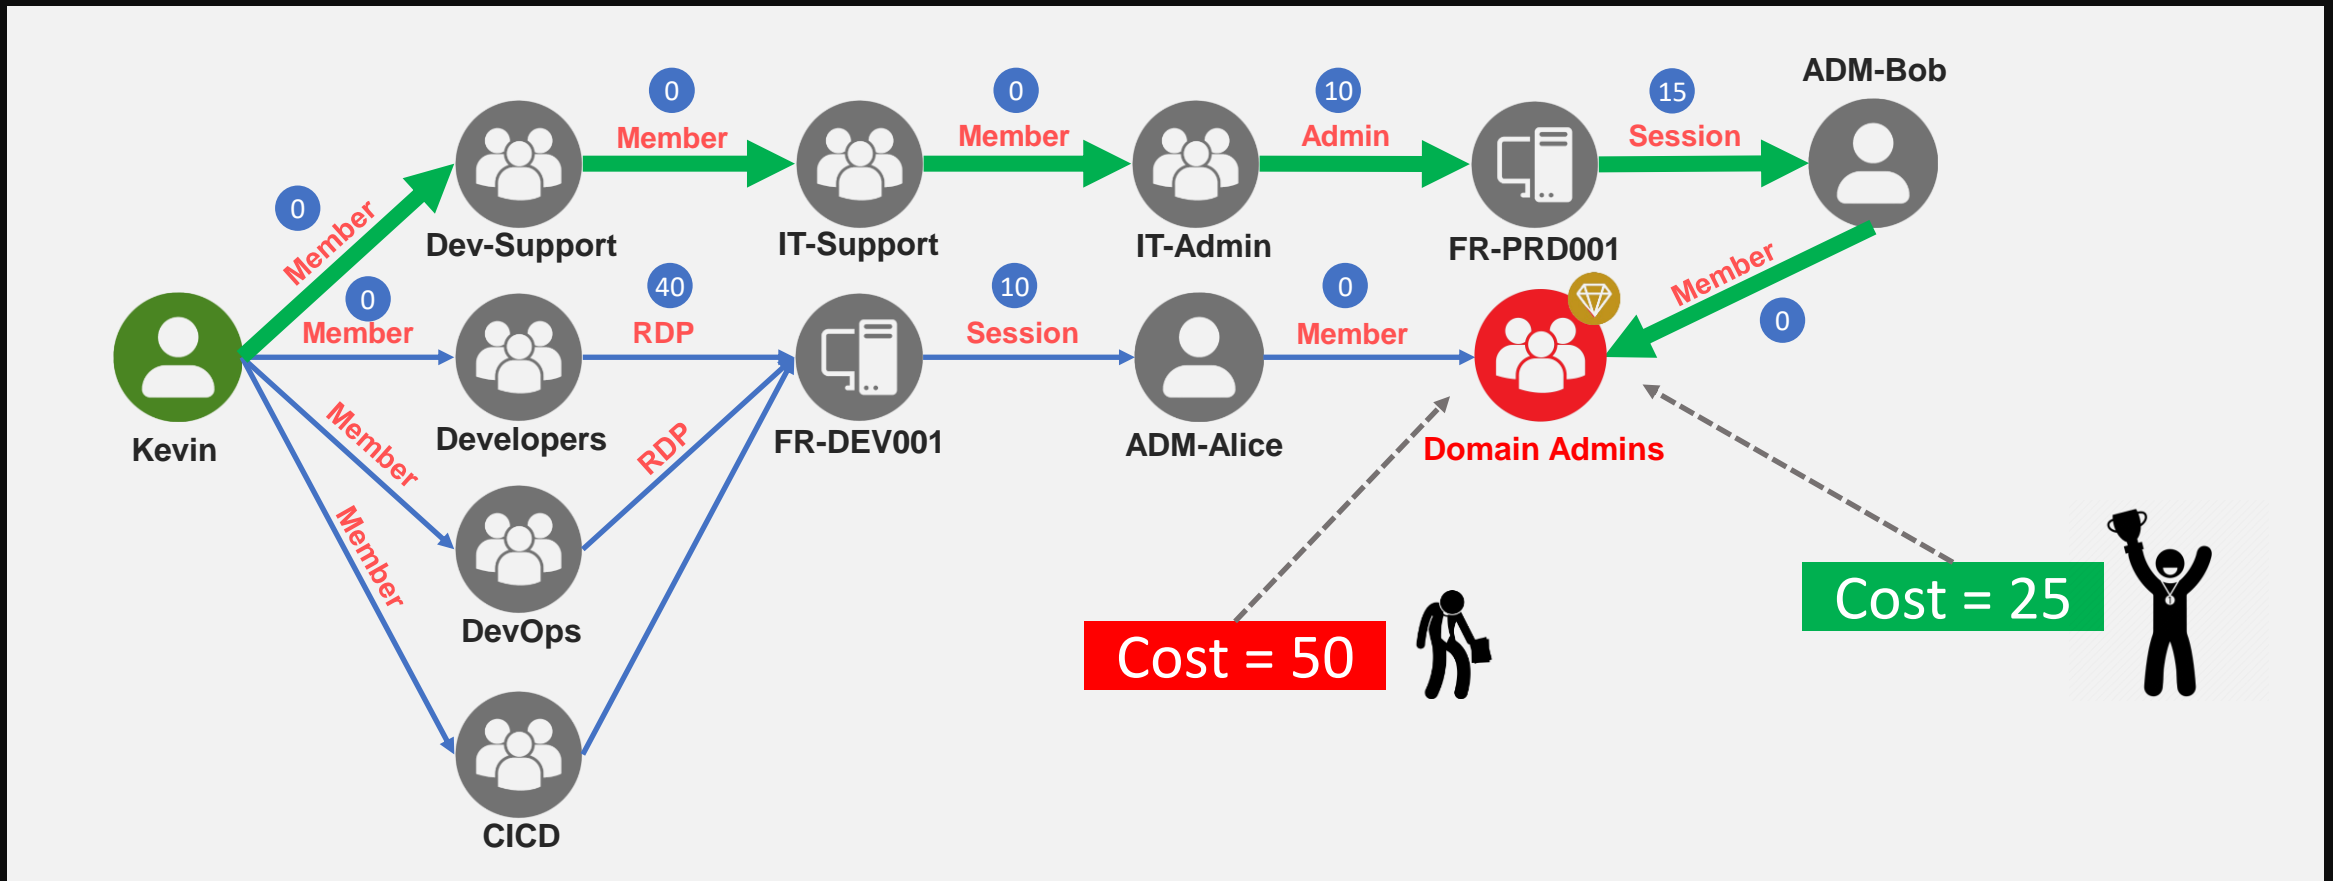 ADM-Bob
0
0
10
15
Member
Member
Admin
Session
0
Member
Dev-Support
IT-Support
IT-Admin
FR-PRD001
Member
0
0
40
10
0
Member
RDP
Session
Member
Kevin
Developers
FR-DEV001
ADM-Alice
Domain Admins
Member
RDP
Member
DevOps
Cost = 50
Cost = 25
1
CICD